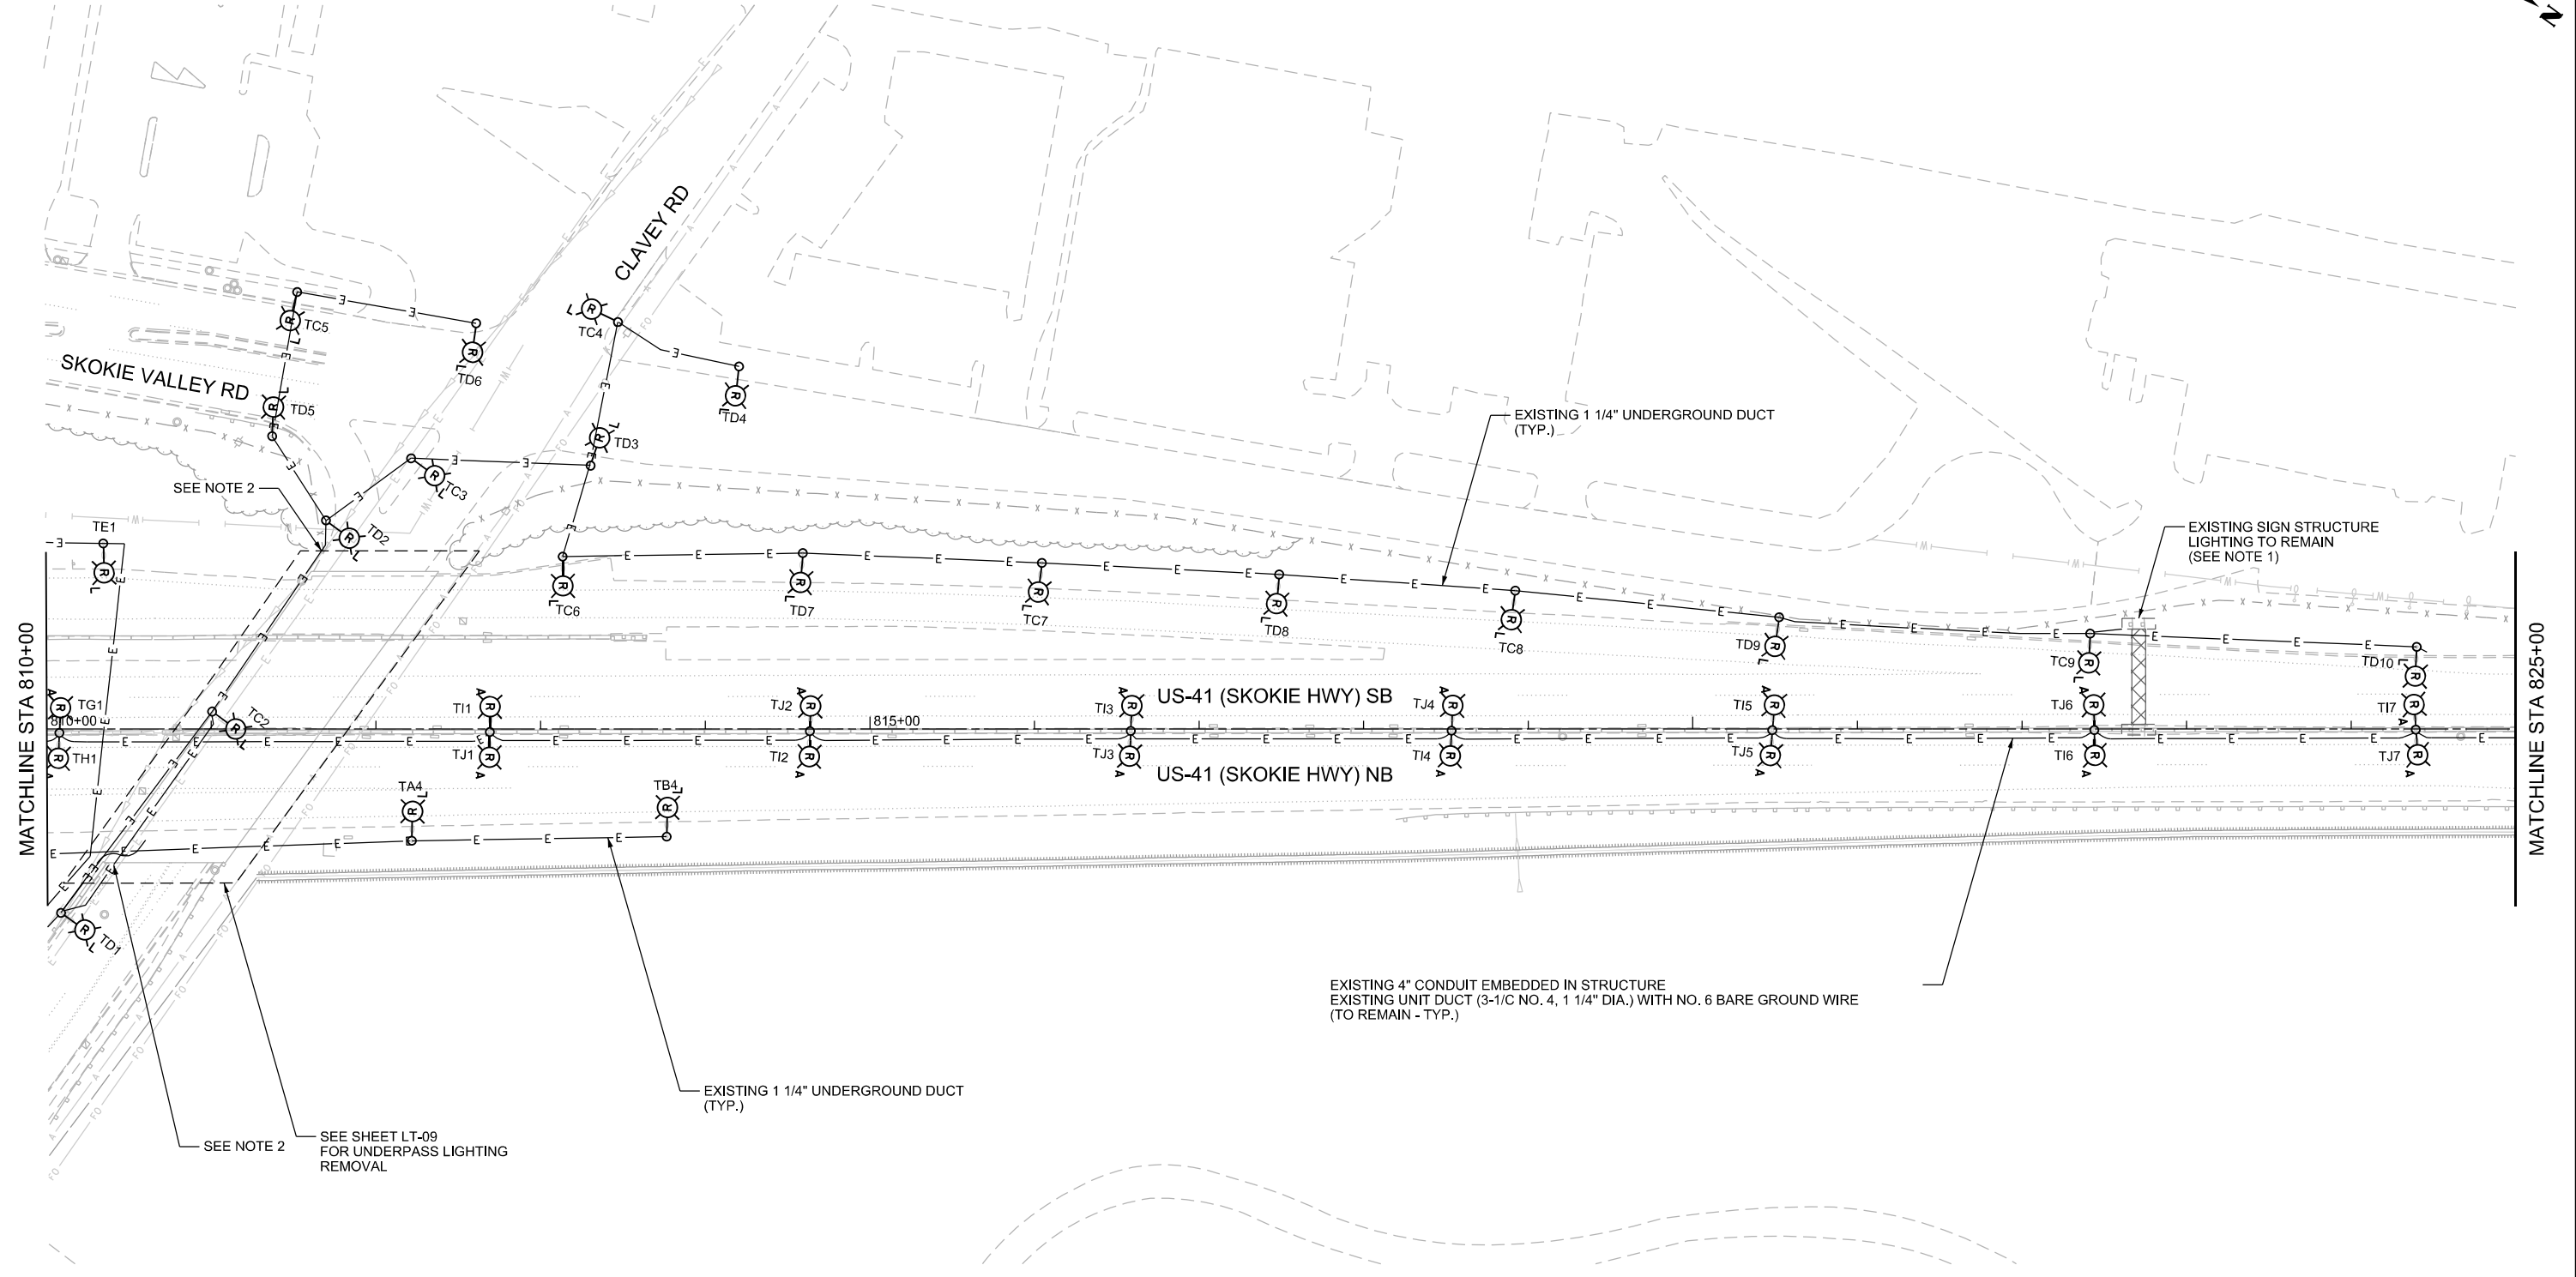 N
CLAVEY RD
TC5
TC4
TD6
SKOKIE VALLEY RD
TD5
TD4
TD3
EXISTING 1 1/4" UNDERGROUND DUCT
(TYP.)
SEE NOTE 2
TC3
TD2
TE1
EXISTING SIGN STRUCTURE
LIGHTING TO REMAIN
(SEE NOTE 1)
TC6
TD7
TC7
TD8
TC8
TD9
TC9
TD10
MATCHLINE STA 810+00
MATCHLINE STA 825+00
TG1
810+00
TC2
TI1
TJ2
815+00
TI3
US-41 (SKOKIE HWY) SB
TJ4
TI5
TJ6
TI7
TH1
TJ1
TI2
TJ3
US-41 (SKOKIE HWY) NB
TI4
TJ5
TI6
TJ7
TA4
TB4
TD1
EXISTING 4" CONDUIT EMBEDDED IN STRUCTURE
EXISTING UNIT DUCT (3-1/C NO. 4, 1 1/4" DIA.) WITH NO. 6 BARE GROUND WIRE
(TO REMAIN - TYP.)
EXISTING 1 1/4" UNDERGROUND DUCT
(TYP.)
SEE NOTE 2
SEE SHEET LT-09
FOR UNDERPASS LIGHTING
REMOVAL